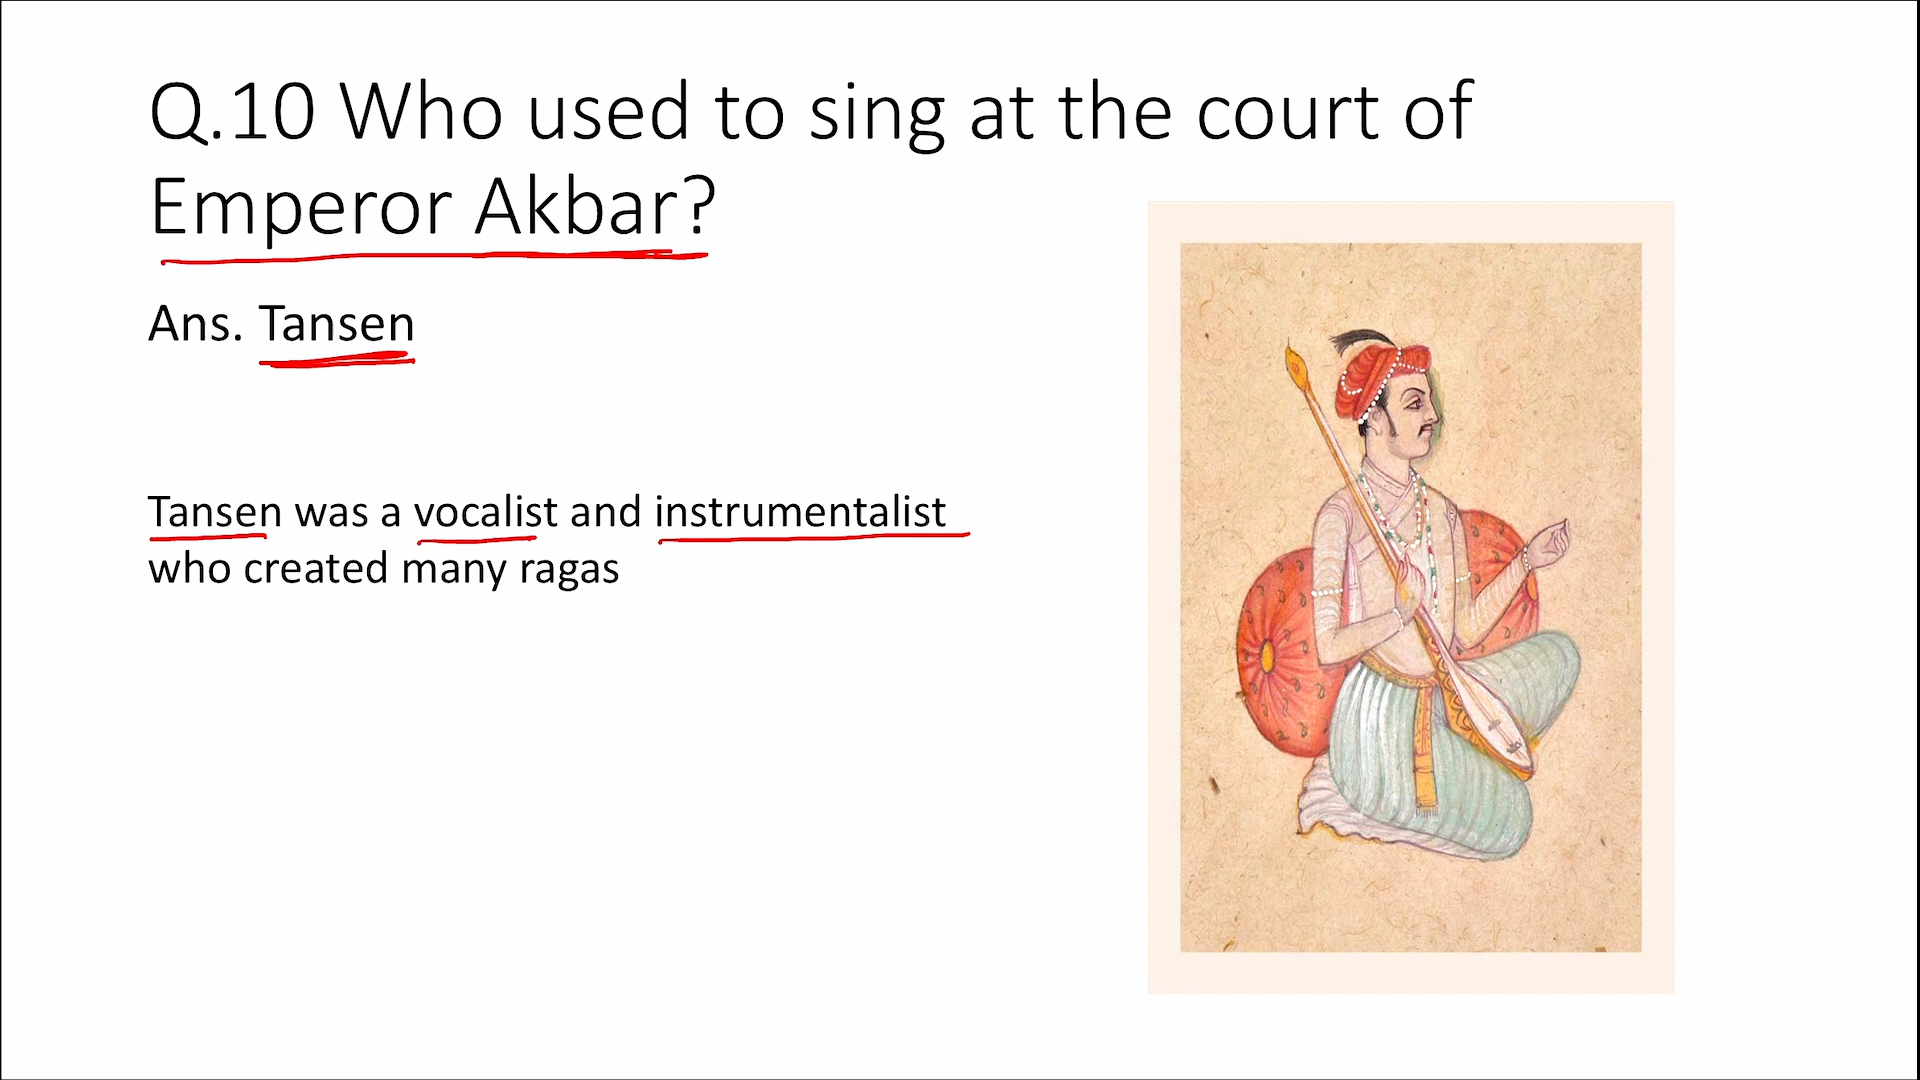 Q.10 Who used to sing at the court of
Emperor Akbar?
Ans. Tansen
Tansen was a vocalist and instrumentalist
who created many ragas